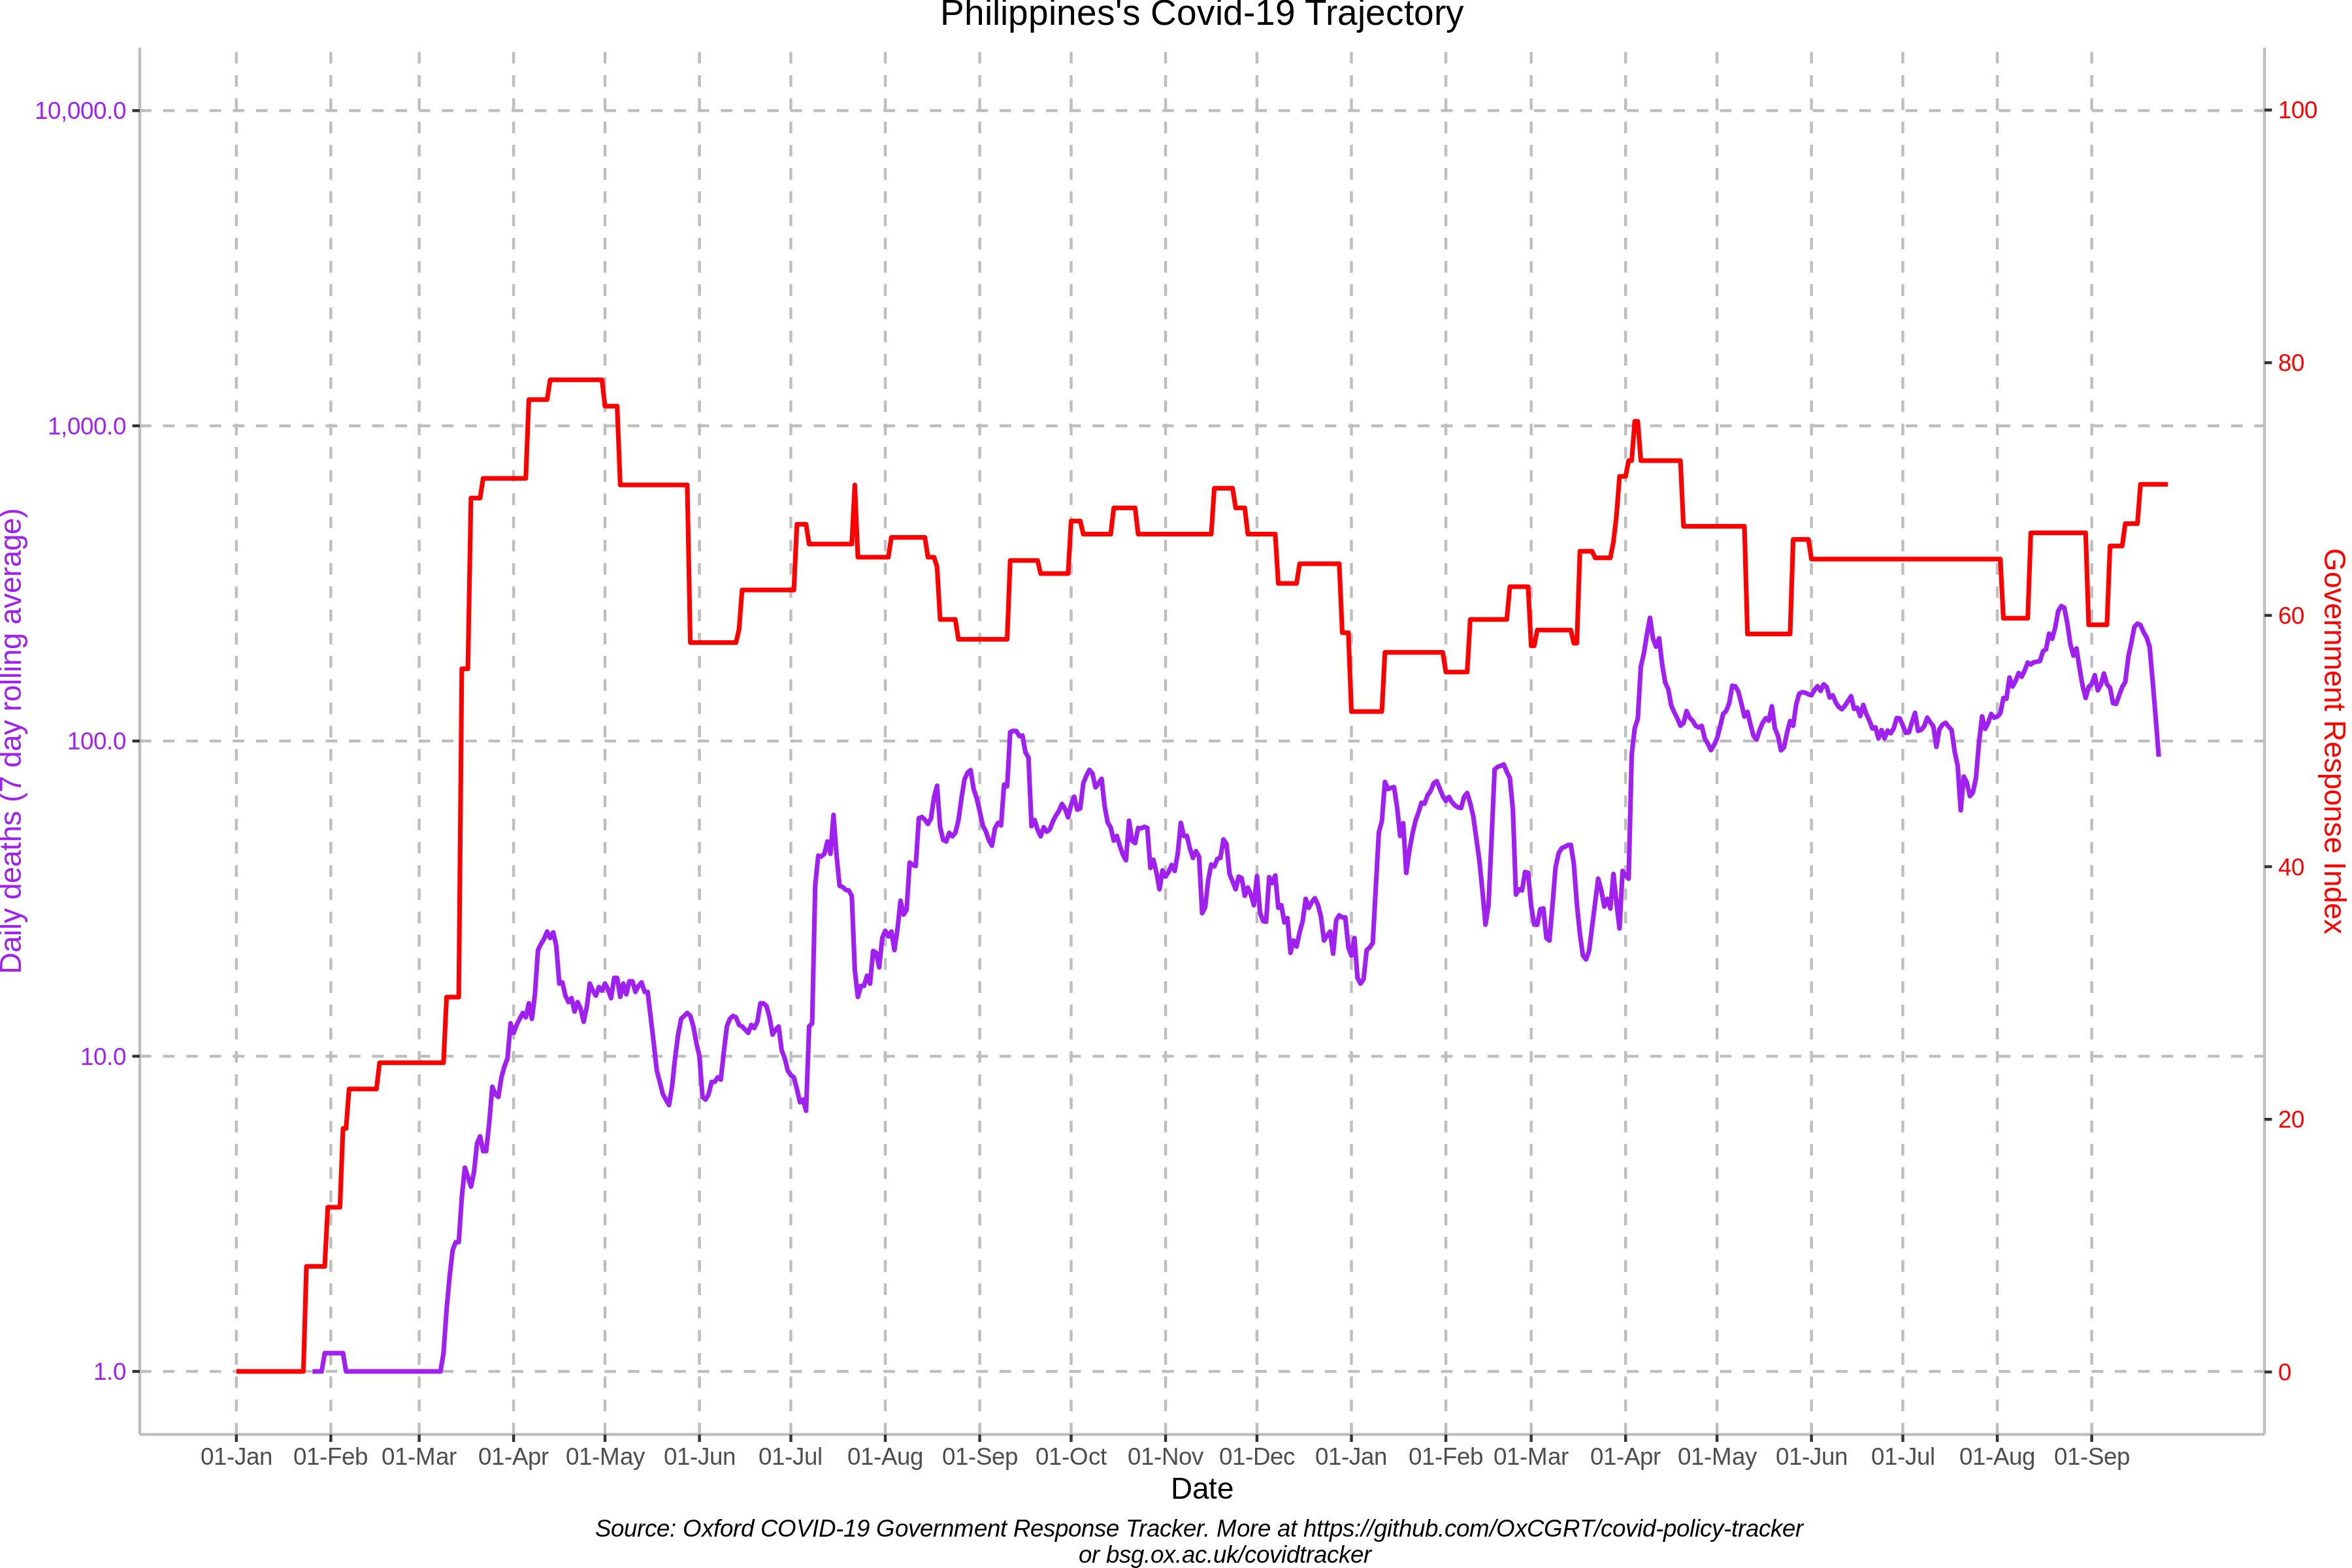 Philippines's Covid-19 Trajectory
10,000.0
1,000.0
100.0
10.0
1.0
Daily deaths (7 day rolling average)
100
80
60
40
20
0
Government Response Index
01-Jan 01-Feb 01-Mar 01-Apr 01-May 01-Jun 01-Jul 01-Aug 01-Sep 01-Oct 01-Nov 01-Dec 01-Jan 01-Feb 01-Mar 01-Apr 01-May 01-Jun 01-Jul 01-Aug 01-Sep
Date
Source: Oxford COVID-19 Government Response Tracker. More at https://github.com/OxCGRT/covid-policy-tracker
or bsg.ox.ac.uk/covidtracker